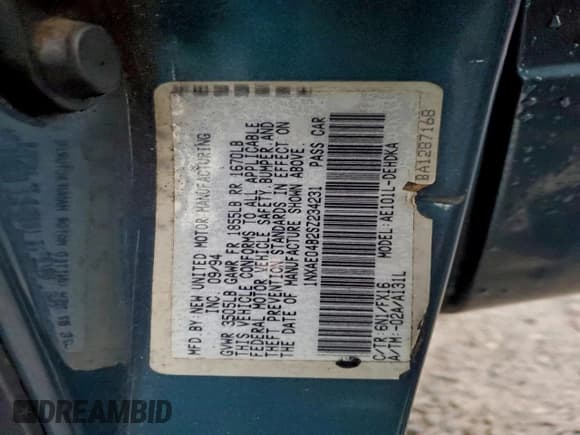 MFD. BY: NEW UNITED MOTOR MANUFACTURING
INC. 09/94
GVWR 3505LB GAWR FR 1855LB RR 1670LB
THIS VEHICLE CONFORMS TO ALL APPLICABLE
FEDERAL MOTOR VEHICLE SAFETY, BUMPER, AND
THEFT PREVENTION STANDARDS IN EFFECT ON
THE DATE OF MANUFACTURE SHOWN ABOVE.
1NXAE04B2SZ234231 PASS CAR
C/TR:6N1/FX16 MODEL:AE101L-DEHDKA
A/TM:-02A/A131L
BA1287168
DREAMBID